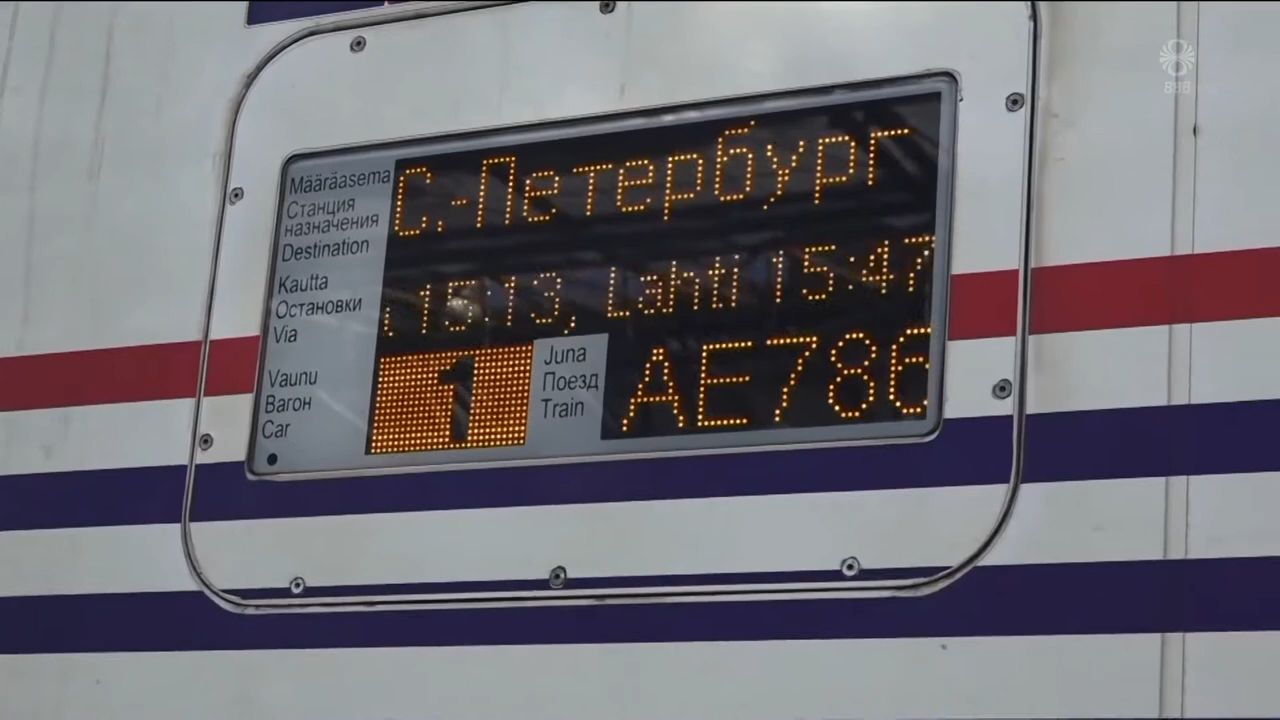 Määräasema
Станция
назначения
Destination
С.-Петербург
Kautta
Остановки
Via
(15:13, Lahti 15:47
Vaunu
Вагон
Car
1
Juna
Поезд
Train
AE786